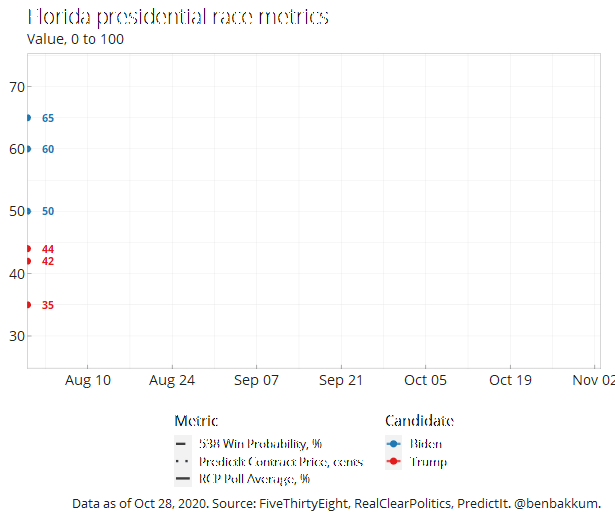 Florida presidential race metrics
Value, 0 to 100
70
65
60
60
50
50
44
42
40
35
30
Aug 10 Aug 24 Sep 07 Sep 21 Oct 05 Oct 19 Nov 02
Metric
538 Win Probability, %
PredictIt Contract Price, cents
RCP Poll Average, %
Candidate
Biden
Trump
Data as of Oct 28, 2020. Source: FiveThirtyEight, RealClearPolitics, PredictIt. @benbakkum.